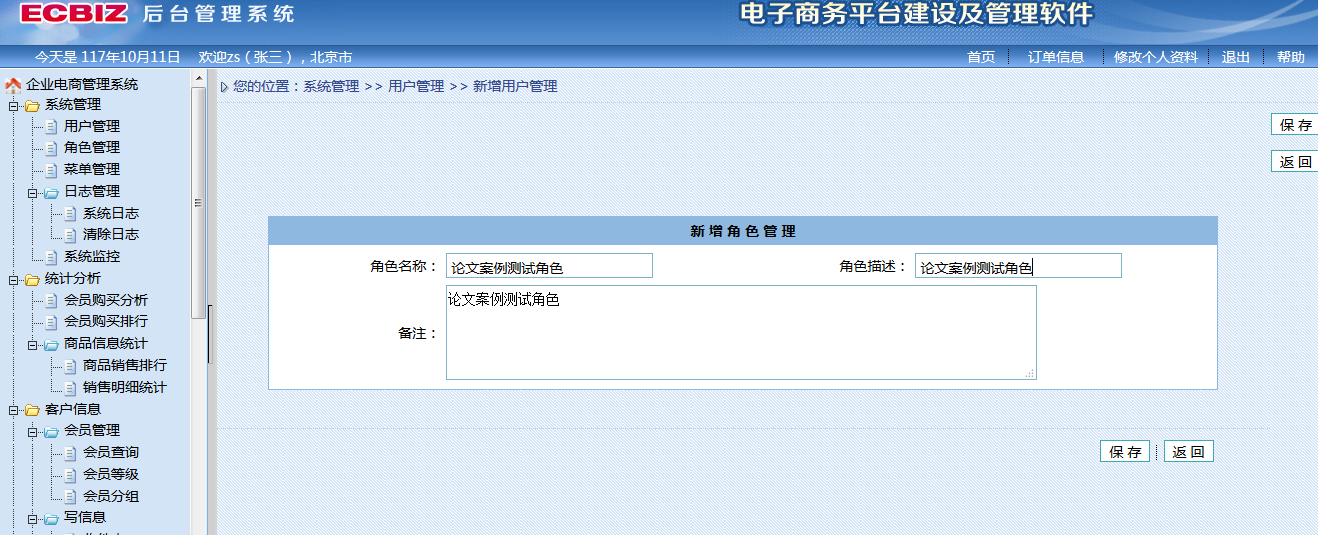 ECBIZ 后台管理系统
电子商务平台建设及管理软件
今天是 117年10月11日 欢迎zs（张三），北京市
首页 订单信息 修改个人资料 退出 帮助
企业电商管理系统
系统管理
用户管理
角色管理
菜单管理
日志管理
系统日志
清除日志
系统监控
统计分析
会员购买分析
会员购买排行
商品信息统计
商品销售排行
销售明细统计
客户信息
会员管理
会员查询
会员等级
会员分组
写信息
您的位置：系统管理 >> 用户管理 >> 新增用户管理
保 存
返 回
新增角色管理
角色名称： 论文案例测试角色 角色描述： 论文案例测试角色
备注： 论文案例测试角色
保 存 返 回